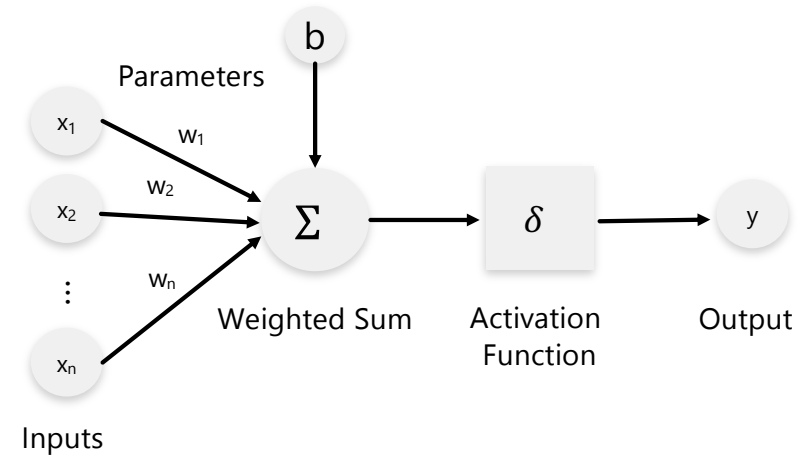 b
Parameters
x₁
w₁
w₂
x₂
Σ
δ
y
wₙ
⋮
Weighted Sum
Activation
Function
Output
xₙ
Inputs